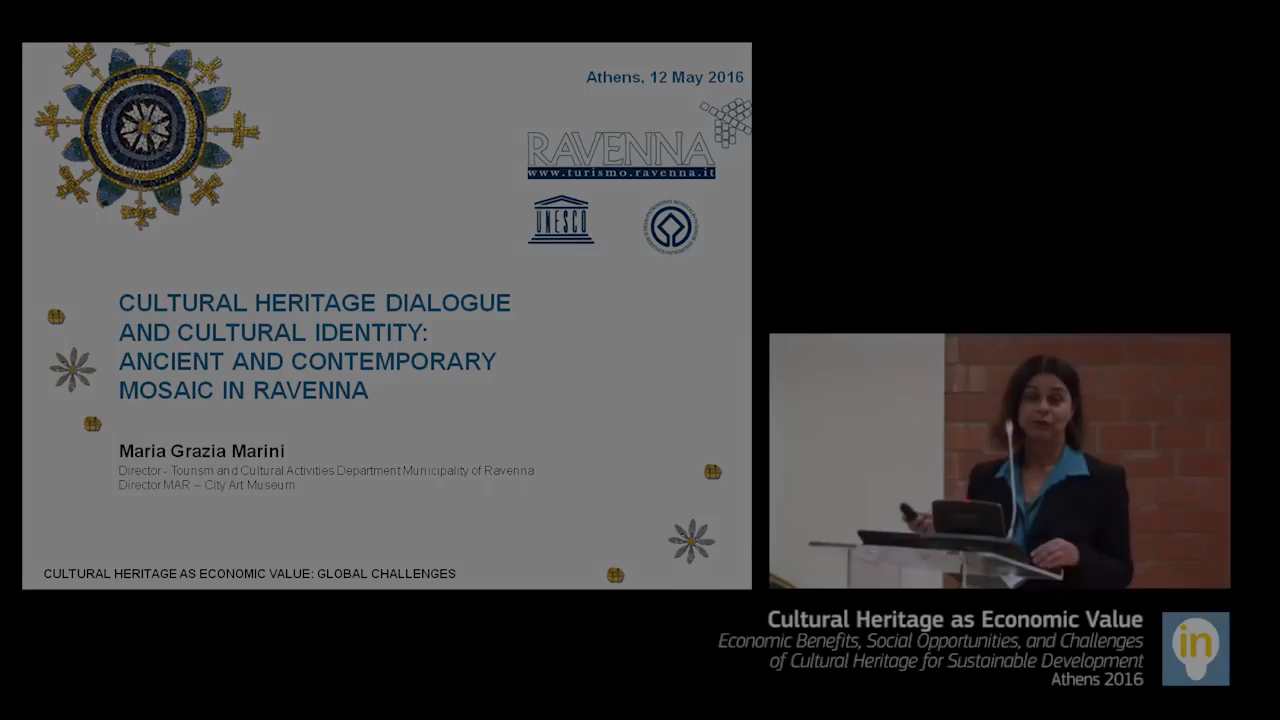 Athens. 12 May 2016
RAVENNA
www.turismo.ravenna.it
UNESCO
CULTURAL HERITAGE DIALOGUE
AND CULTURAL IDENTITY:
ANCIENT AND CONTEMPORARY
MOSAIC IN RAVENNA
Maria Grazia Marini
Director - Tourism and Cultural Activities Department Municipality of Ravenna
Director MAR – City Art Museum
CULTURAL HERITAGE AS ECONOMIC VALUE: GLOBAL CHALLENGES
Cultural Heritage as Economic Value
Economic Benefits, Social Opportunities, and Challenges
of Cultural Heritage for Sustainable Development
Athens 2016
in